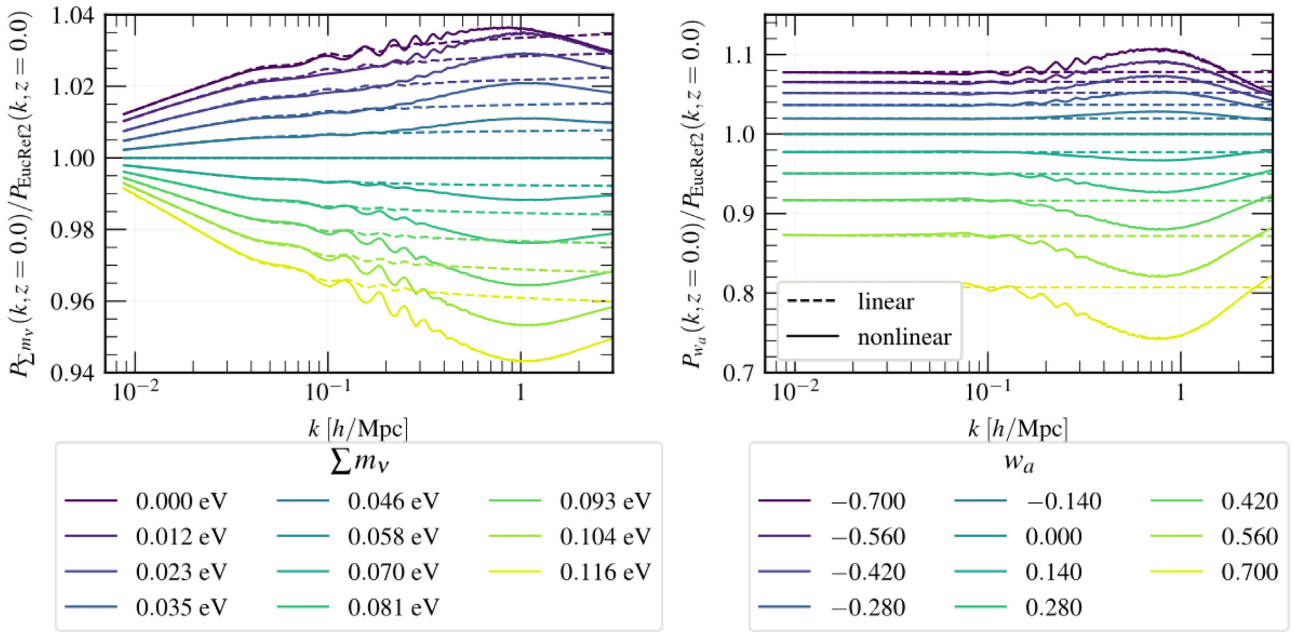 P_{∑m_ν}(k, z = 0.0)/P_{EucRef2}(k, z = 0.0)
1.04
1.02
1.00
0.98
0.96
0.94
10^{−2}
10^{−1}
1
k [h/Mpc]
P_{w_a}(k, z = 0.0)/P_{EucRef2}(k, z = 0.0)
1.1
1.0
0.9
0.8
0.7
linear
nonlinear
10^{−2}
10^{−1}
1
k [h/Mpc]
∑ m_ν
0.000 eV
0.046 eV
0.093 eV
0.012 eV
0.058 eV
0.104 eV
0.023 eV
0.070 eV
0.116 eV
0.035 eV
0.081 eV
w_a
−0.700
−0.140
0.420
−0.560
0.000
0.560
−0.420
0.140
0.700
−0.280
0.280